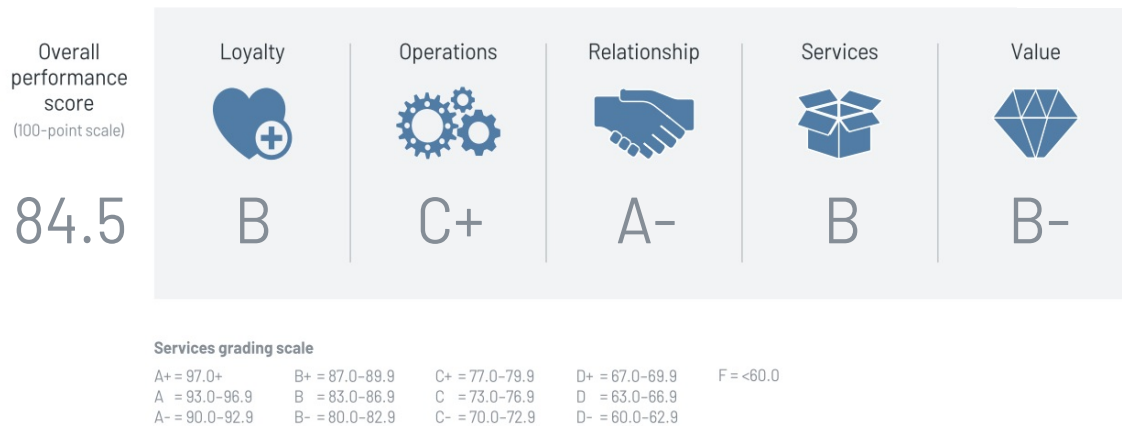 Overall
performance
score
(100-point scale)
84.5
Loyalty
B
Operations
C+
Relationship
A-
Services
B
Value
B-
Services grading scale
A+ = 97.0+
A = 93.0-96.9
A- = 90.0-92.9
B+ = 87.0-89.9
B = 83.0-86.9
B- = 80.0-82.9
C+ = 77.0-79.9
C = 73.0-76.9
C- = 70.0-72.9
D+ = 67.0-69.9
D = 63.0-66.9
D- = 60.0-62.9
F = <60.0